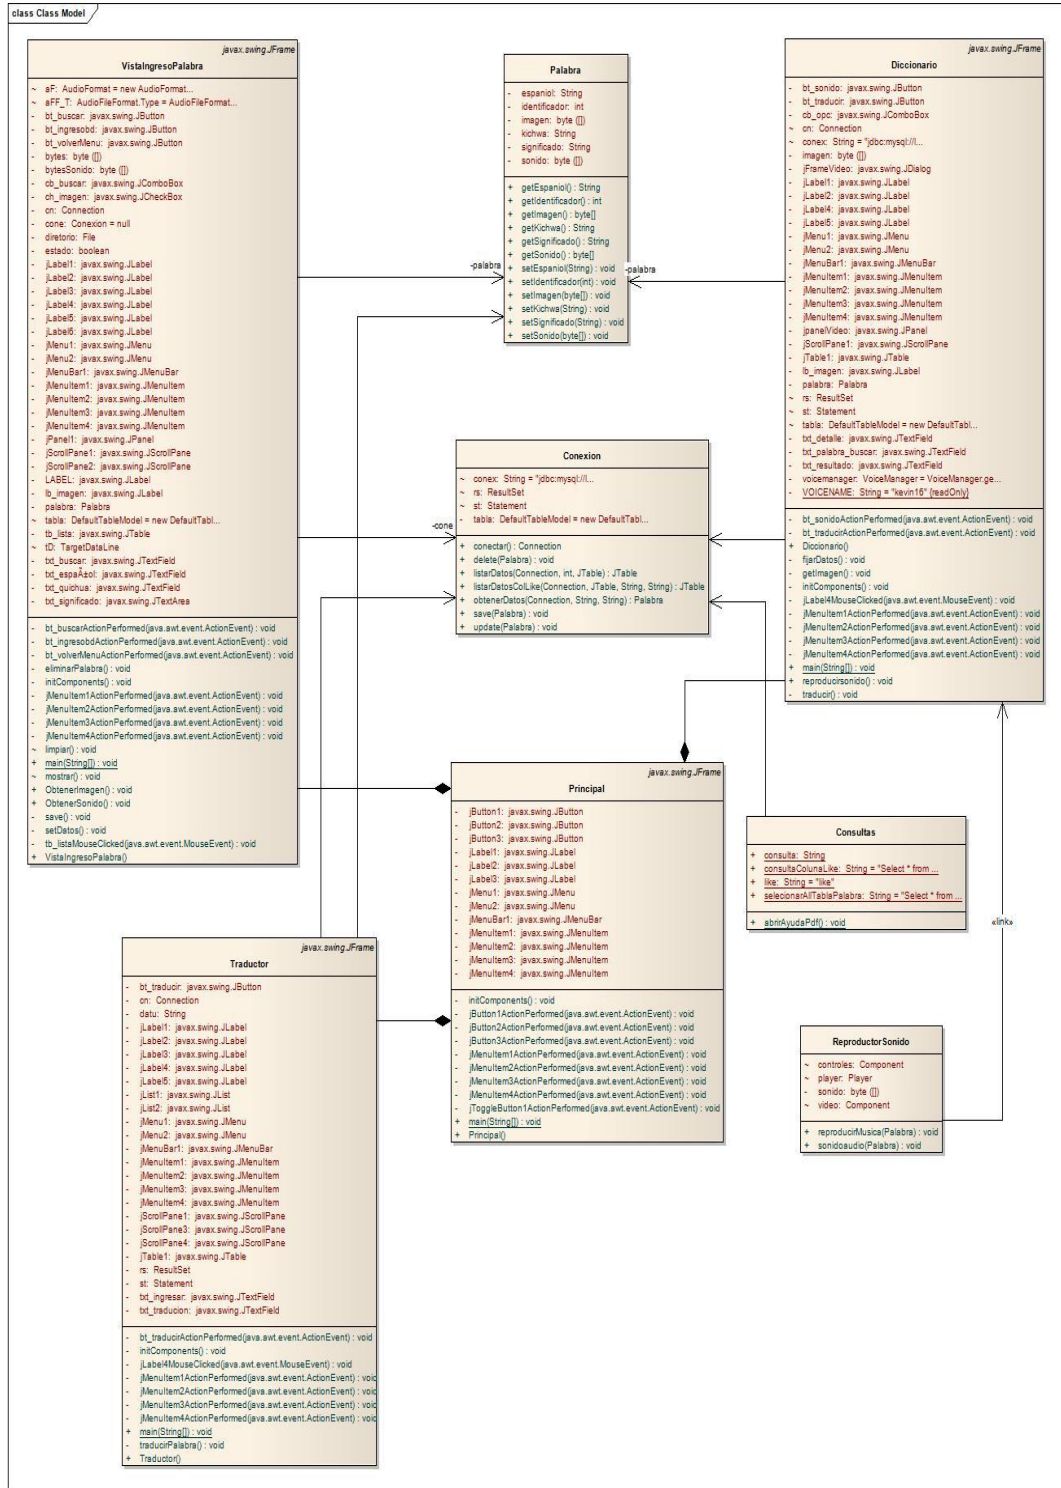 class Class Model
javax.swing.JFrame
VistaIngresoPalabra
~ aF: AudioFormat = new AudioFormat...
~ aFF_T: AudioFileFormat.Type = AudioFileFormat...
- bt_buscar: javax.swing.JButton
- bt_ingresobd: javax.swing.JButton
- bt_volverMenu: javax.swing.JButton
- bytes: byte ([])
- bytesSonido: byte ([])
- cb_buscar: javax.swing.JComboBox
- ch_imagen: javax.swing.JCheckBox
- cn: Connection
- cone: Conexion = null
- diretorio: File
- estado: boolean
- jLabel1: javax.swing.JLabel
- jLabel2: javax.swing.JLabel
- jLabel3: javax.swing.JLabel
- jLabel4: javax.swing.JLabel
- jLabel5: javax.swing.JLabel
- jLabel6: javax.swing.JLabel
- jMenu1: javax.swing.JMenu
- jMenu2: javax.swing.JMenu
- jMenuBar1: javax.swing.JMenuBar
- jMenuItem1: javax.swing.JMenuItem
- jMenuItem2: javax.swing.JMenuItem
- jMenuItem3: javax.swing.JMenuItem
- jMenuItem4: javax.swing.JMenuItem
- jPanel1: javax.swing.JPanel
- jScrollPane1: javax.swing.JScrollPane
- jScrollPane2: javax.swing.JScrollPane
- LABEL: javax.swing.JLabel
- lb_imagen: javax.swing.JLabel
- palabra: Palabra
~ tabla: DefaultTableModel = new DefaultTabl...
- tb_lista: javax.swing.JTable
~ tD: TargetDataLine
- txt_buscar: javax.swing.JTextField
- txt_espaÃ±ol: javax.swing.JTextField
- txt_quichua: javax.swing.JTextField
- txt_significado: javax.swing.JTextArea
- bt_buscarActionPerformed(java.awt.event.ActionEvent) : void
- bt_ingresobdActionPerformed(java.awt.event.ActionEvent) : void
- bt_volverMenuActionPerformed(java.awt.event.ActionEvent) : void
- eliminarPalabra() : void
- initComponents() : void
- jMenuItem1ActionPerformed(java.awt.event.ActionEvent) : void
- jMenuItem2ActionPerformed(java.awt.event.ActionEvent) : void
- jMenuItem3ActionPerformed(java.awt.event.ActionEvent) : void
- jMenuItem4ActionPerformed(java.awt.event.ActionEvent) : void
~ limpiar() : void
+ main(String[]) : void
~ mostrar() : void
+ ObtenerImagen() : void
+ ObtenerSonido() : void
- save() : void
- setDatos() : void
- tb_listaMouseClicked(java.awt.event.MouseEvent) : void
+ VistaIngresoPalabra()
Palabra
- espaniol: String
- identificador: int
- imagen: byte ([])
- kichwa: String
- significado: String
- sonido: byte ([])
+ getEspaniol() : String
+ getIdentificador() : int
+ getImagen() : byte[]
+ getKichwa() : String
+ getSignificado() : String
+ getSonido() : byte[]
+ setEspaniol(String) : void
+ setIdentificador(int) : void
+ setImagen(byte[]) : void
+ setKichwa(String) : void
+ setSignificado(String) : void
+ setSonido(byte[]) : void
-palabra
-palabra
javax.swing.JFrame
Diccionario
- bt_sonido: javax.swing.JButton
- bt_traducir: javax.swing.JButton
- cb_opc: javax.swing.JComboBox
~ cn: Connection
~ conex: String = "jdbc:mysql://l...
- imagen: byte ([])
- jFrameVideo: javax.swing.JDialog
- jLabel1: javax.swing.JLabel
- jLabel2: javax.swing.JLabel
- jLabel4: javax.swing.JLabel
- jLabel5: javax.swing.JLabel
- jMenu1: javax.swing.JMenu
- jMenu2: javax.swing.JMenu
- jMenuBar1: javax.swing.JMenuBar
- jMenuItem1: javax.swing.JMenuItem
- jMenuItem2: javax.swing.JMenuItem
- jMenuItem3: javax.swing.JMenuItem
- jMenuItem4: javax.swing.JMenuItem
- jpanelVideo: javax.swing.JPanel
- jScrollPane1: javax.swing.JScrollPane
- jTable1: javax.swing.JTable
- lb_imagen: javax.swing.JLabel
- palabra: Palabra
~ rs: ResultSet
~ st: Statement
~ tabla: DefaultTableModel = new DefaultTabl...
- txt_detalle: javax.swing.JTextField
- txt_palabra_buscar: javax.swing.JTextField
- txt_resultado: javax.swing.JTextField
- voicemanager: VoiceManager = VoiceManager.ge...
- VOICENAME: String = "kevin16" {readOnly}
- bt_sonidoActionPerformed(java.awt.event.ActionEvent) : void
- bt_traducirActionPerformed(java.awt.event.ActionEvent) : void
+ Diccionario()
- fijarDatos() : void
- getImagen() : void
- initComponents() : void
- jLabel4MouseClicked(java.awt.event.MouseEvent) : void
- jMenuItem1ActionPerformed(java.awt.event.ActionEvent) : void
- jMenuItem2ActionPerformed(java.awt.event.ActionEvent) : void
- jMenuItem3ActionPerformed(java.awt.event.ActionEvent) : void
- jMenuItem4ActionPerformed(java.awt.event.ActionEvent) : void
+ main(String[]) : void
+ reproducirsonido() : void
- traducir() : void
Conexion
~ conex: String = "jdbc:mysql://l...
~ rs: ResultSet
~ st: Statement
- tabla: DefaultTableModel = new DefaultTabl...
+ conectar() : Connection
+ delete(Palabra) : void
+ listarDatos(Connection, int, JTable) : JTable
+ listarDatosColLike(Connection, JTable, String, String) : JTable
+ obtenerDatos(Connection, String, String) : Palabra
+ save(Palabra) : void
+ update(Palabra) : void
-cone
javax.swing.JFrame
Principal
- jButton1: javax.swing.JButton
- jButton2: javax.swing.JButton
- jButton3: javax.swing.JButton
- jLabel1: javax.swing.JLabel
- jLabel2: javax.swing.JLabel
- jLabel3: javax.swing.JLabel
- jMenu1: javax.swing.JMenu
- jMenu2: javax.swing.JMenu
- jMenuBar1: javax.swing.JMenuBar
- jMenuItem1: javax.swing.JMenuItem
- jMenuItem2: javax.swing.JMenuItem
- jMenuItem3: javax.swing.JMenuItem
- jMenuItem4: javax.swing.JMenuItem
- initComponents() : void
- jButton1ActionPerformed(java.awt.event.ActionEvent) : void
- jButton2ActionPerformed(java.awt.event.ActionEvent) : void
- jButton3ActionPerformed(java.awt.event.ActionEvent) : void
- jMenuItem1ActionPerformed(java.awt.event.ActionEvent) : void
- jMenuItem2ActionPerformed(java.awt.event.ActionEvent) : void
- jMenuItem3ActionPerformed(java.awt.event.ActionEvent) : void
- jMenuItem4ActionPerformed(java.awt.event.ActionEvent) : void
- jToggleButton1ActionPerformed(java.awt.event.ActionEvent) : void
+ main(String[]) : void
+ Principal()
Consultas
+ consulta: String
+ consultaColunaLike: String = "Select * from ...
+ like: String = "like"
+ selecionarAllTablaPalabra: String = "Select * from ...
+ abrirAyudaPdf() : void
«link»
javax.swing.JFrame
Traductor
- bt_traducir: javax.swing.JButton
- cn: Connection
- datu: String
- jLabel1: javax.swing.JLabel
- jLabel2: javax.swing.JLabel
- jLabel3: javax.swing.JLabel
- jLabel4: javax.swing.JLabel
- jLabel5: javax.swing.JLabel
- jList1: javax.swing.JList
- jList2: javax.swing.JList
- jMenu1: javax.swing.JMenu
- jMenu2: javax.swing.JMenu
- jMenuBar1: javax.swing.JMenuBar
- jMenuItem1: javax.swing.JMenuItem
- jMenuItem2: javax.swing.JMenuItem
- jMenuItem3: javax.swing.JMenuItem
- jMenuItem4: javax.swing.JMenuItem
- jScrollPane1: javax.swing.JScrollPane
- jScrollPane3: javax.swing.JScrollPane
- jScrollPane4: javax.swing.JScrollPane
- jTable1: javax.swing.JTable
- rs: ResultSet
- st: Statement
- txt_ingresar: javax.swing.JTextField
- txt_traducion: javax.swing.JTextField
- bt_traducirActionPerformed(java.awt.event.ActionEvent) : void
- initComponents() : void
- jLabel4MouseClicked(java.awt.event.MouseEvent) : void
- jMenuItem1ActionPerformed(java.awt.event.ActionEvent) : void
- jMenuItem2ActionPerformed(java.awt.event.ActionEvent) : void
- jMenuItem3ActionPerformed(java.awt.event.ActionEvent) : void
- jMenuItem4ActionPerformed(java.awt.event.ActionEvent) : void
+ main(String[]) : void
- traducirPalabra() : void
+ Traductor()
ReproductorSonido
~ controles: Component
~ player: Player
- sonido: byte ([])
~ video: Component
+ reproducirMusica(Palabra) : void
+ sonidoaudio(Palabra) : void